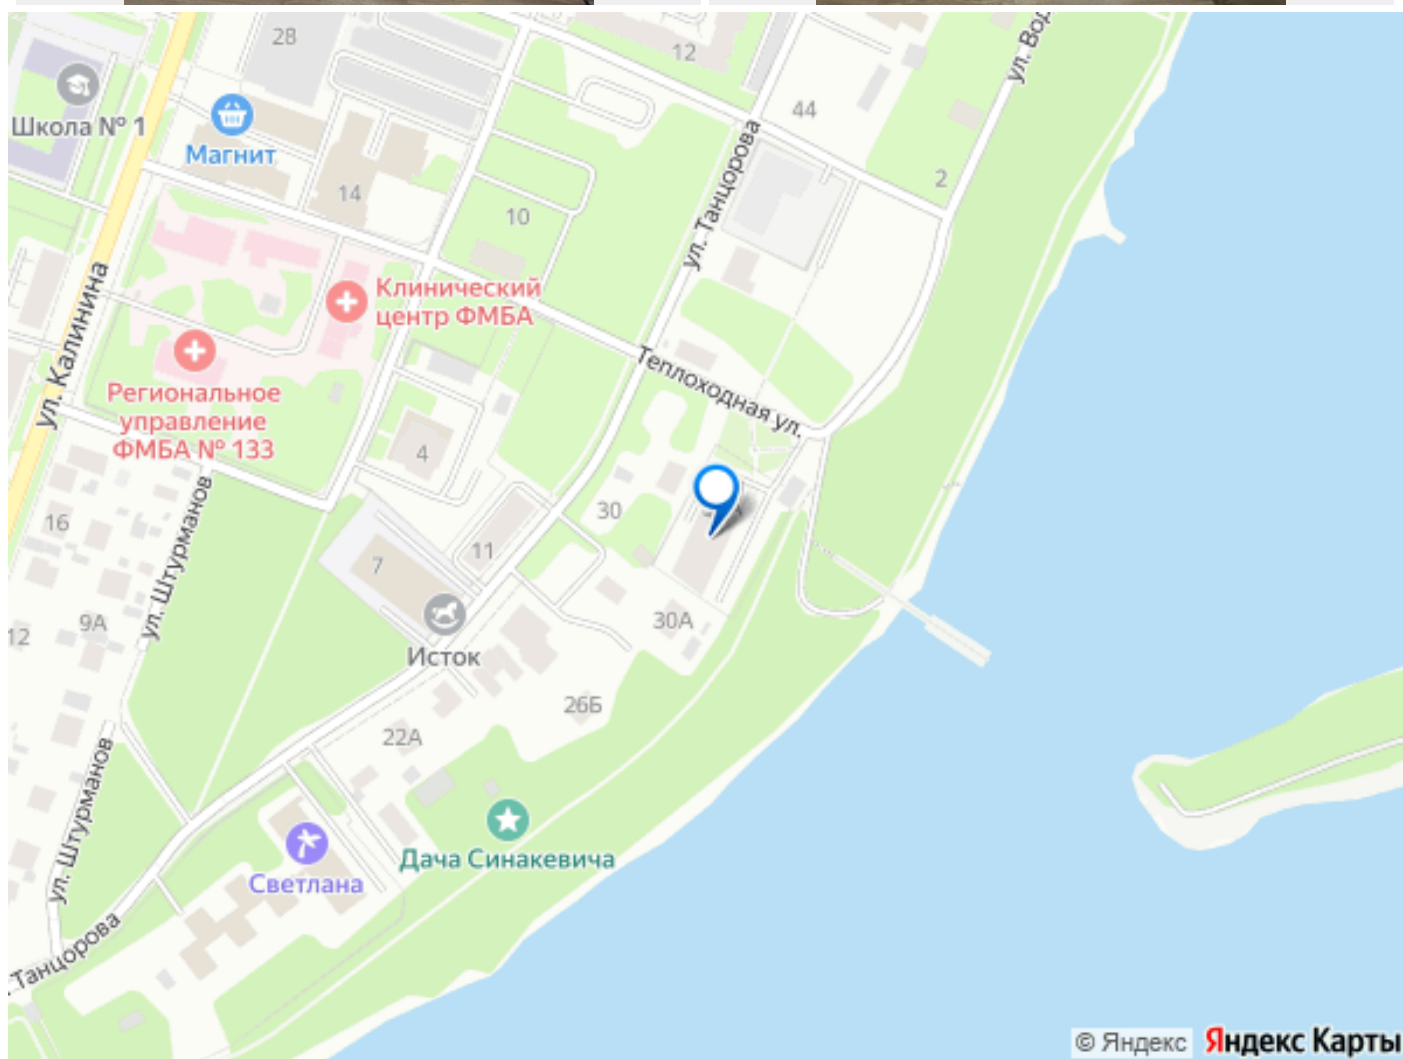 28
12
ул. Вор
Школа № 1
Магнит
44
ул. Танцорова
14
10
2
ул. Калинина
Клинический
центр ФМБА
Региональное
управление
ФМБА № 133
Теплоходная ул.
4
ул. Штурманов
16
30
11
7
9А
12
30А
Исток
26Б
22А
ул. Штурманов
Дача Синакевича
Светлана
Танцорова
© Яндекс
Яндекс Карты